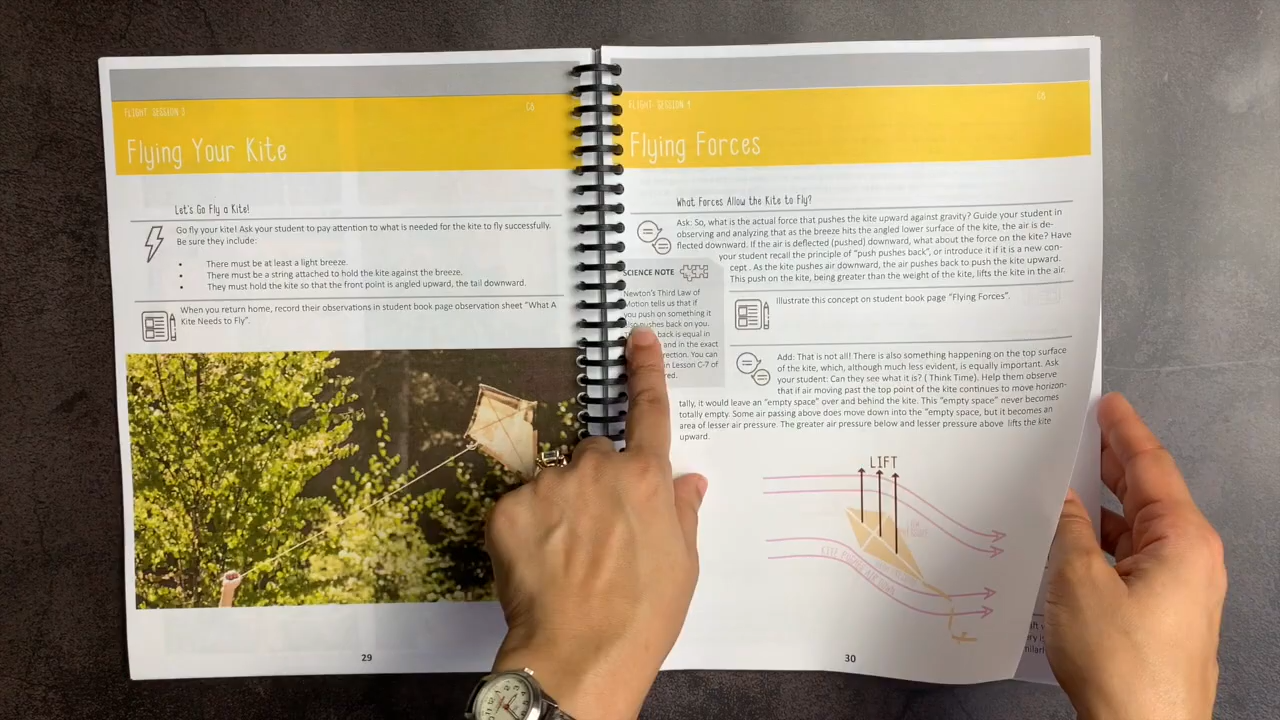 FLIGHT SESSION 3
C8
Flying Your Kite
Let's Go Fly a Kite!
Go fly your kite! Ask your student to pay attention to what is needed for the kite to fly successfully.
Be sure they include:
• There must be at least a light breeze.
• There must be a string attached to hold the kite against the breeze.
• They must hold the kite so that the front point is angled upward, the tail downward.
When you return home, record their observations in student book page observation sheet "What A
Kite Needs to Fly".
29
FLIGHT SESSION 4
C8
Flying Forces
What Forces Allow the Kite to Fly?
Ask: So, what is the actual force that pushes the kite upward against gravity? Guide your student in
observing and analyzing that as the breeze hits the angled lower surface of the kite, the air is de-
flected downward. If the air is deflected (pushed) downward, what about the force on the kite? Have
your student recall the principle of "push pushes back", or introduce it if it is a new con-
cept . As the kite pushes air downward, the air pushes back to push the kite upward.
This push on the kite, being greater than the weight of the kite, lifts the kite in the air.
SCIENCE NOTE
Newton's Third Law of
Motion tells us that if
you push on something it
also pushes back on you.
back is equal in
and in the exact
You can
in Lesson C-7 of
Illustrate this concept on student book page "Flying Forces".
Add: That is not all! There is also something happening on the top surface
of the kite, which, although much less evident, is equally important. Ask
your student: Can they see what it is? ( Think Time). Help them observe
that if air moving past the top point of the kite continues to move horizon-
tally, it would leave an "empty space" over and behind the kite. This "empty space" never becomes
totally empty. Some air passing above does move down into the "empty space, but it becomes an
area of lesser air pressure. The greater air pressure below and lesser pressure above lifts the kite
upward.
LIFT
KITE PUSHES AIR DOWN
30